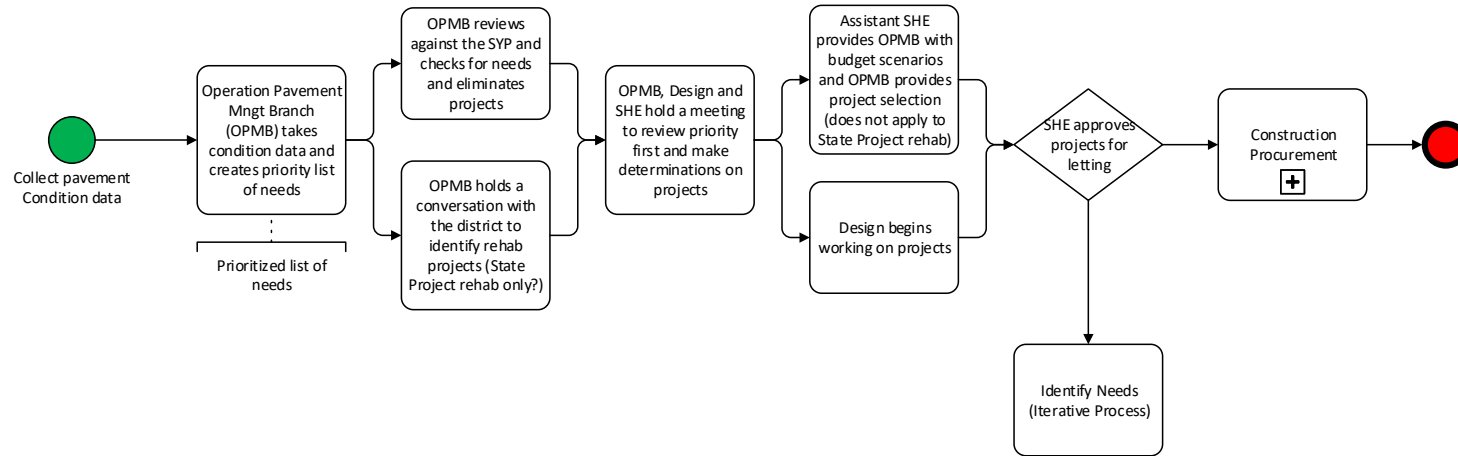 Collect pavement
Condition data
Operation Pavement
Mngt Branch
(OPMB) takes
condition data and
creates priority list
of needs
Prioritized list of
needs
OPMB reviews
against the SYP and
checks for needs
and eliminates
projects
OPMB holds a
conversation with
the district to
identify rehab
projects (State
Project rehab only?)
OPMB, Design and
SHE hold a meeting
to review priority
first and make
determinations on
projects
Assistant SHE
provides OPMB with
budget scenarios
and OPMB provides
project selection
(does not apply to
State Project rehab)
Design begins
working on projects
SHE approves
projects for
letting
Identify Needs
(Iterative Process)
Construction
Procurement